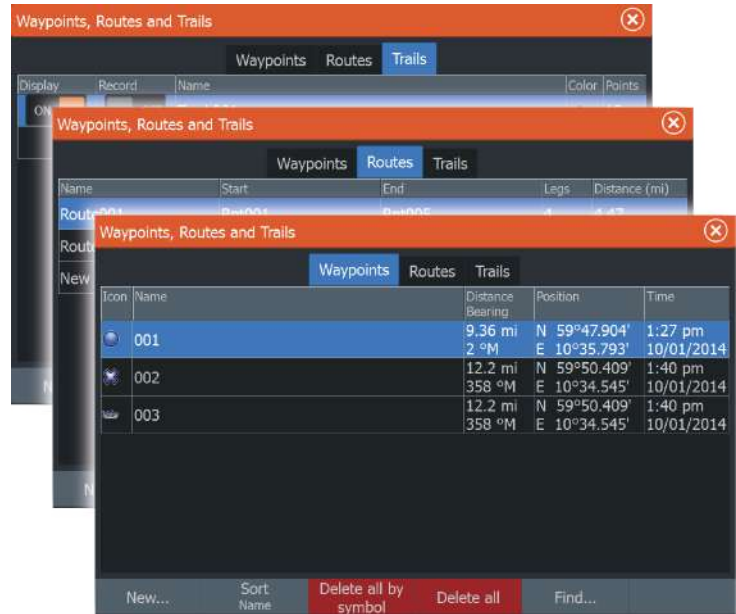 Waypoints, Routes and Trails
Waypoints Routes Trails
Display Record Name Color Points
ON
Waypoints, Routes and Trails
Waypoints Routes Trails
Name Start End Legs Distance (mi)
Route001
Rout
New
Waypoints, Routes and Trails
Waypoints Routes Trails
Icon Name Distance Bearing Position Time
001 9.36 mi N 59°47.904' 1:27 pm
2 °M E 10°35.793' 10/01/2014
002 12.2 mi N 59°50.409' 1:40 pm
358 °M E 10°34.545' 10/01/2014
003 12.2 mi N 59°50.409' 1:40 pm
358 °M E 10°34.545' 10/01/2014
N
N
New... Sort Name Delete all by symbol Delete all Find...